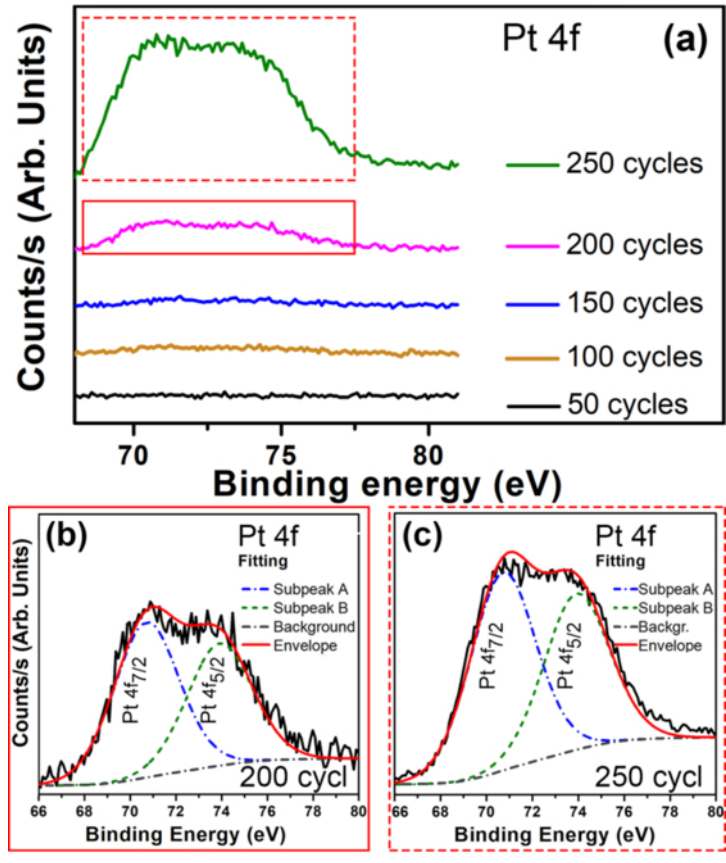 Pt 4f (a)
Counts/s (Arb. Units)
250 cycles
200 cycles
150 cycles
100 cycles
50 cycles
70 75 80
Binding energy (eV)
(b) Pt 4f
Fitting
Subpeak A
Subpeak B
Background
Envelope
Counts/s (Arb. Units)
Pt 4f7/2
Pt 4f5/2
200 cycl
66 68 70 72 74 76 78 80
Binding Energy (eV)
(c) Pt 4f
Fitting
Subpeak A
Subpeak B
Backgr.
Envelope
Pt 4f7/2
Pt 4f5/2
250 cycl
66 68 70 72 74 76 78 80
Binding Energy (eV)